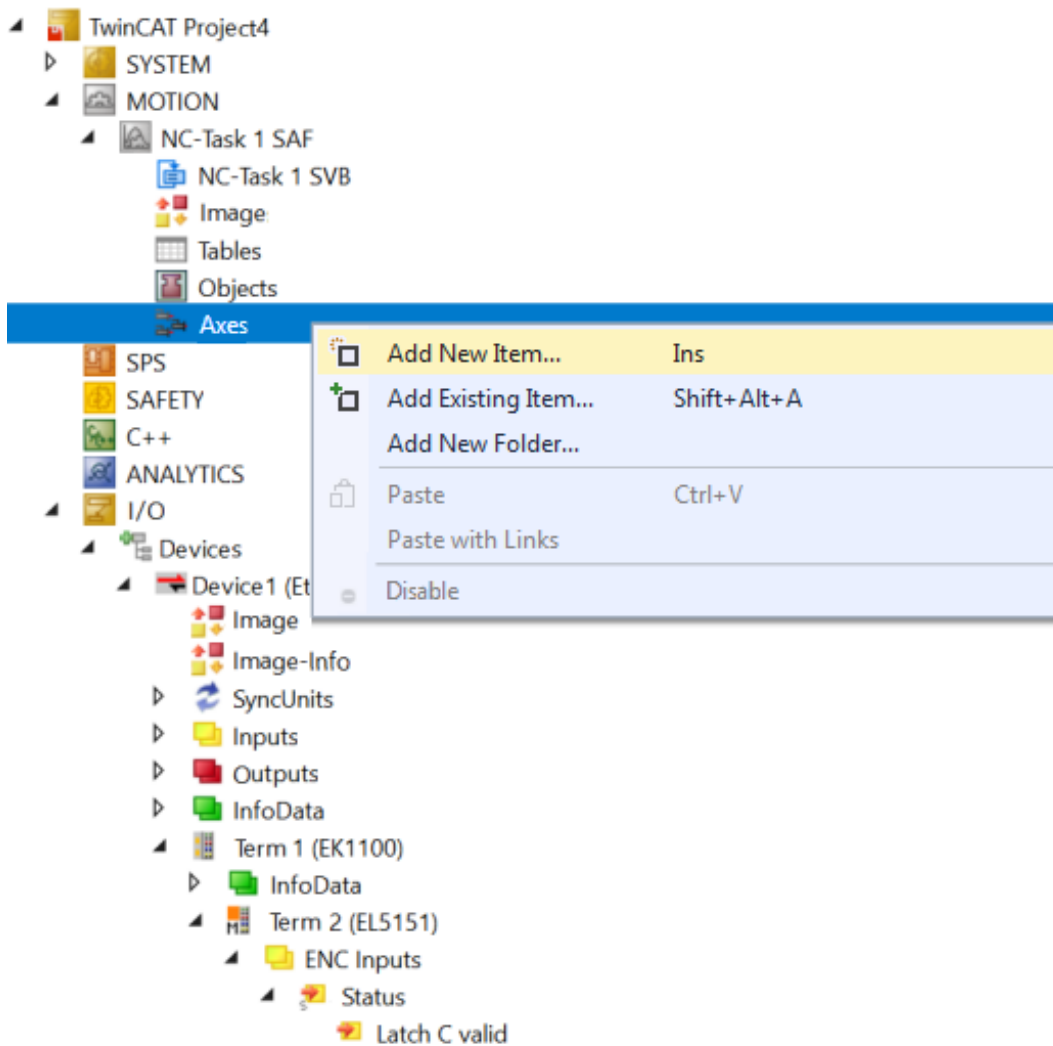 TwinCAT Project4
SYSTEM
MOTION
NC-Task 1 SAF
NC-Task 1 SVB
Image
Tables
Objects
Axes
Add New Item... Ins
SPS
Add Existing Item... Shift+Alt+A
SAFETY
C++
Add New Folder...
ANALYTICS
Paste Ctrl+V
I/O
Paste with Links
Devices
Device1 (Et
Disable
Image
Image-Info
SyncUnits
Inputs
Outputs
InfoData
Term 1 (EK1100)
InfoData
Term 2 (EL5151)
ENC Inputs
Status
Latch C valid